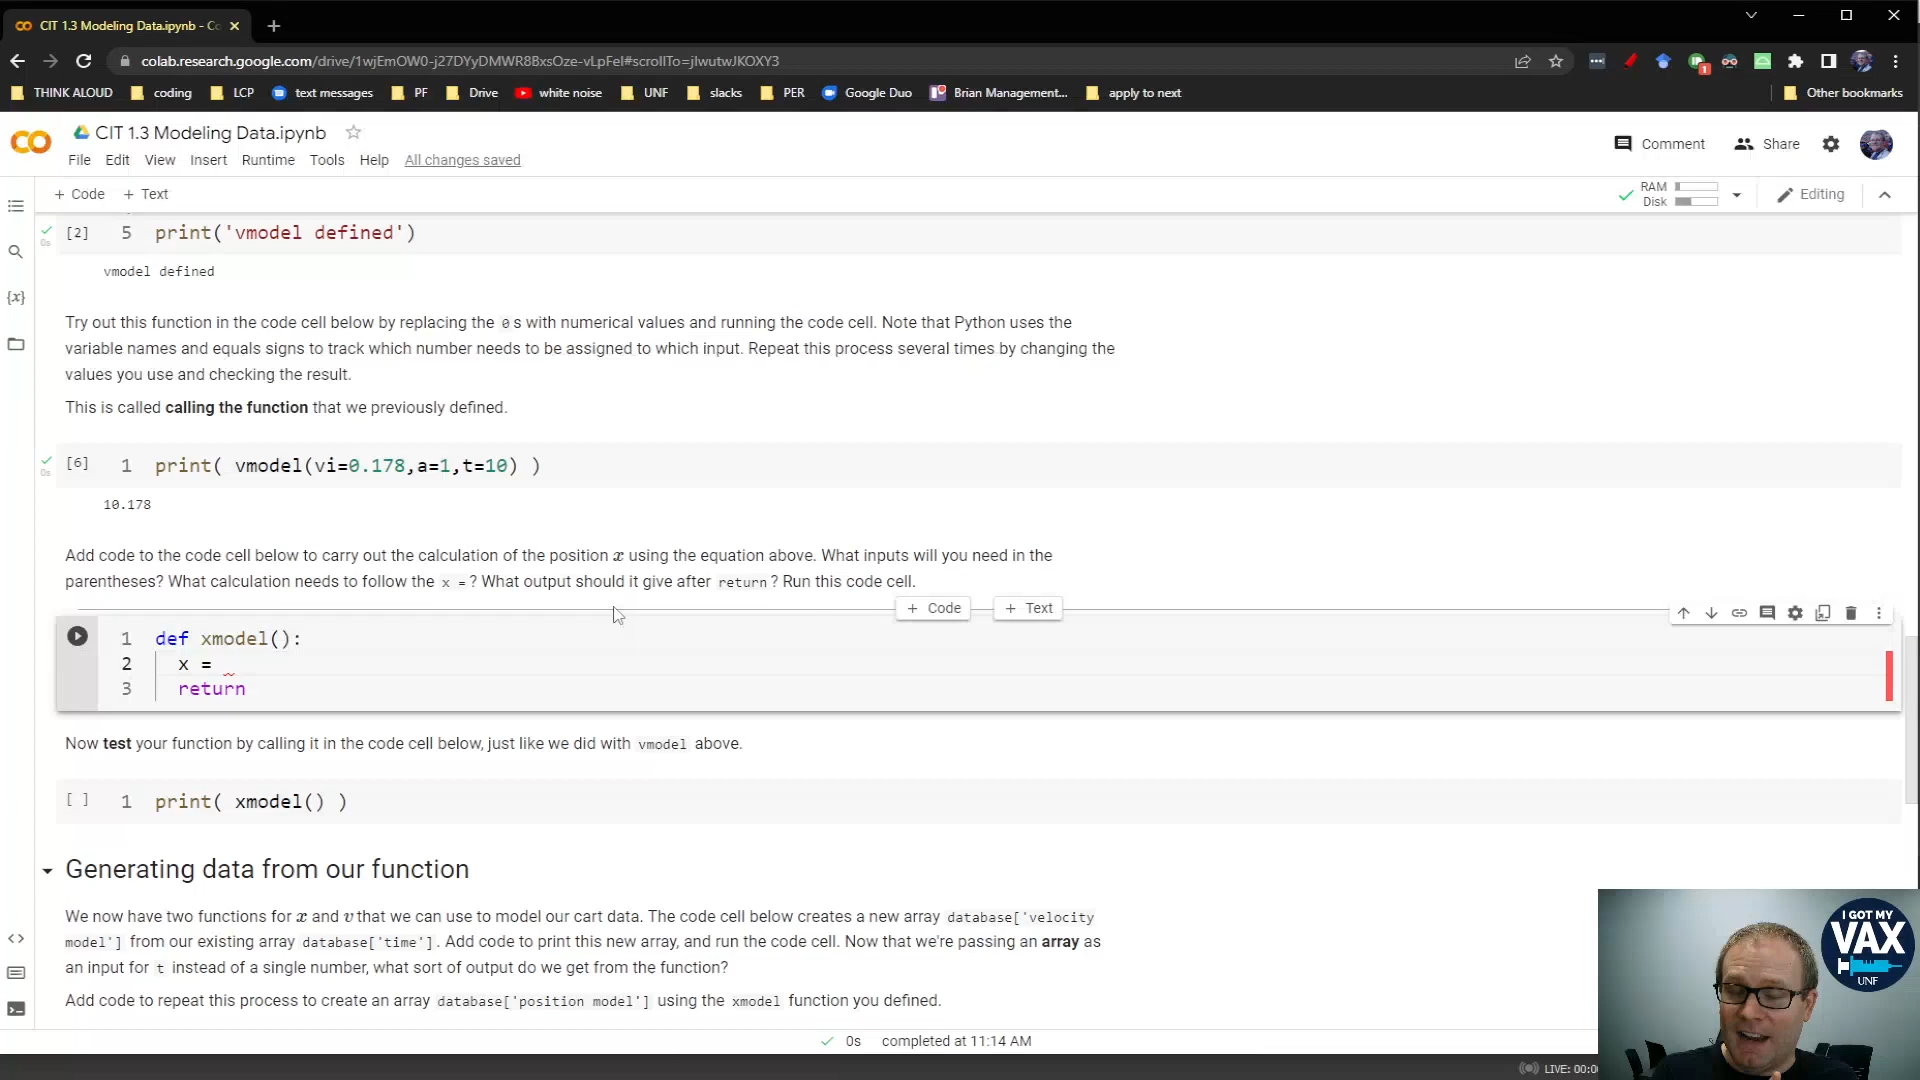 CIT 1.3 Modeling Data.ipynb - Co
colab.research.google.com/drive/1wjEmOW0-j27DYyDMWR8BxsOze-vLpFel#scrollTo=jIwutwJKOXY3
1
THINK ALOUD coding LCP text messages PF Drive white noise UNF slacks PER Google Duo Brian Management... apply to next Other bookmarks
CO CIT 1.3 Modeling Data.ipynb
Comment Share
File Edit View Insert Runtime Tools Help All changes saved
+ Code + Text
RAM
Disk
Editing
{x}
0s [2] 5 print('vmodel defined')
vmodel defined
Try out this function in the code cell below by replacing the 0s with numerical values and running the code cell. Note that Python uses the
variable names and equals signs to track which number needs to be assigned to which input. Repeat this process several times by changing the
values you use and checking the result.
This is called calling the function that we previously defined.
0s [6] 1 print( vmodel(vi=0.178,a=1,t=10) )
10.178
Add code to the code cell below to carry out the calculation of the position x using the equation above. What inputs will you need in the
parentheses? What calculation needs to follow the x = ? What output should it give after return? Run this code cell.
+ Code + Text
1 def xmodel():
2 x =
3 return
Now test your function by calling it in the code cell below, just like we did with vmodel above.
[ ] 1 print( xmodel() )
Generating data from our function
We now have two functions for x and v that we can use to model our cart data. The code cell below creates a new array database['velocity
model'] from our existing array database['time']. Add code to print this new array, and run the code cell. Now that we're passing an array as
an input for t instead of a single number, what sort of output do we get from the function?
Add code to repeat this process to create an array database['position model'] using the xmodel function you defined.
0s completed at 11:14 AM
I GOT MY
VAX
UNF
LIVE: 00:0